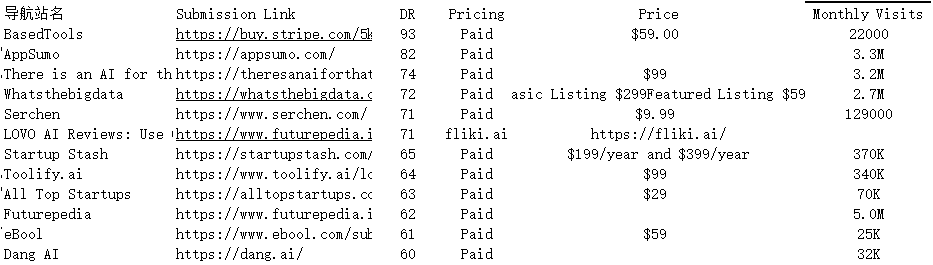 导航站名 Submission Link DR Pricing Price Monthly Visits
BasedTools https://buy.stripe.com/5k 93 Paid $59.00 22000
AppSumo https://appsumo.com/ 82 Paid 3.3M
There is an AI for th https://theresanaiforthat 74 Paid $99 3.2M
Whatsthebigdata https://whatsthebigdata.c 72 Paid asic Listing $299Featured Listing $59 2.7M
Serchen https://www.serchen.com/ 71 Paid $9.99 129000
LOVO AI Reviews: Use https://www.futurepedia.i 71 fliki.ai https://fliki.ai/
Startup Stash https://startupstash.com/ 65 Paid $199/year and $399/year 370K
Toolify.ai https://www.toolify.ai/lo 64 Paid $99 340K
All Top Startups https://alltopstartups.co 63 Paid $29 70K
Futurepedia https://www.futurepedia.i 62 Paid 5.0M
eBool https://www.ebool.com/sub 61 Paid $59 25K
Dang AI https://dang.ai/ 60 Paid 32K